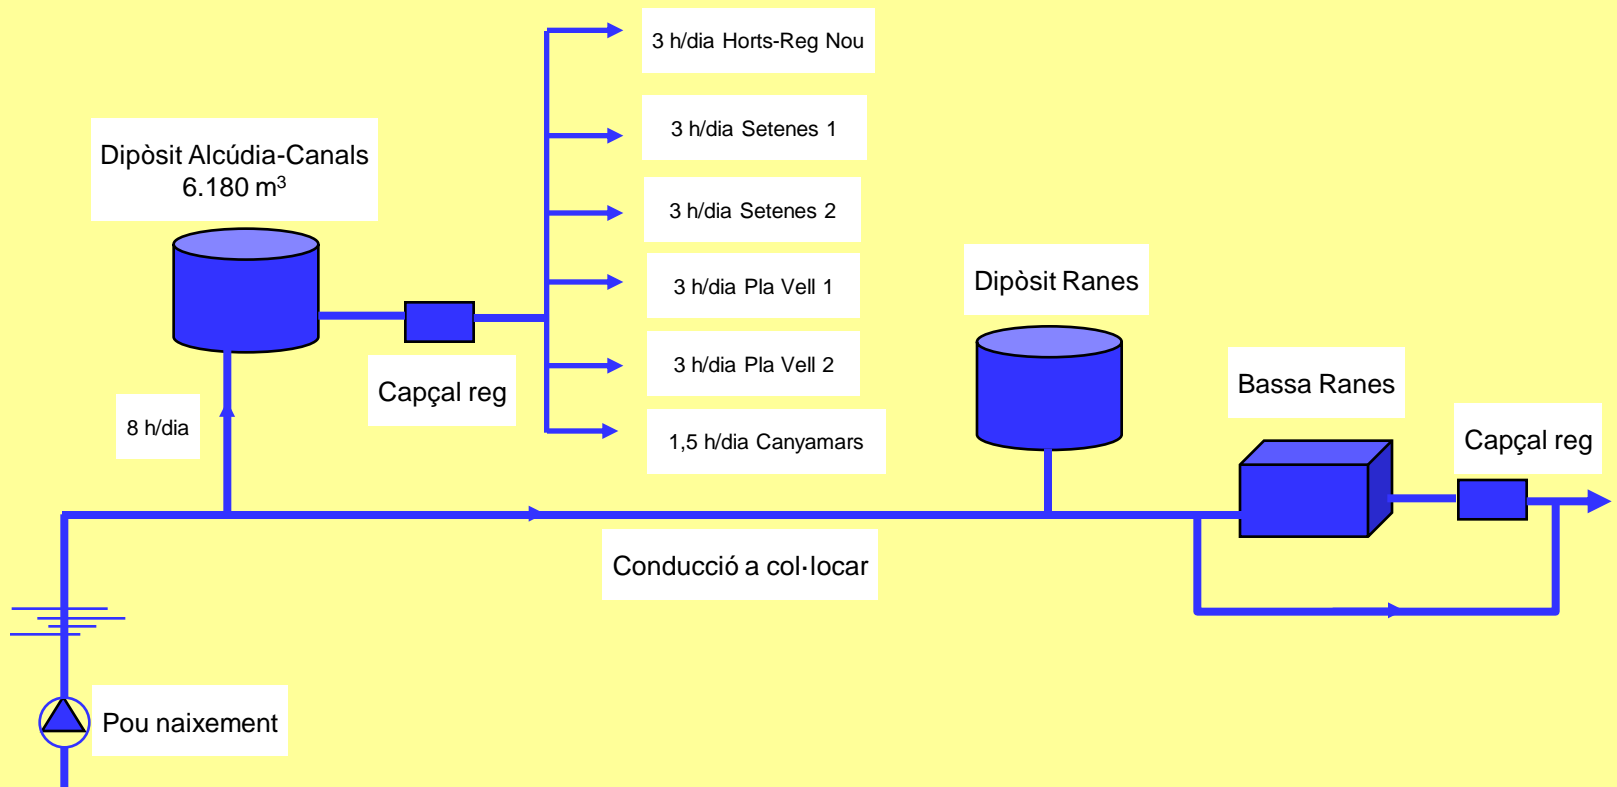 3 h/dia Horts-Reg Nou
3 h/dia Setenes 1
Dipòsit Alcúdia-Canals
6.180 m³
3 h/dia Setenes 2
3 h/dia Pla Vell 1
Dipòsit Ranes
3 h/dia Pla Vell 2
Capçal reg
Bassa Ranes
8 h/dia
1,5 h/dia Canyamars
Capçal reg
Conducció a col·locar
Pou naixement